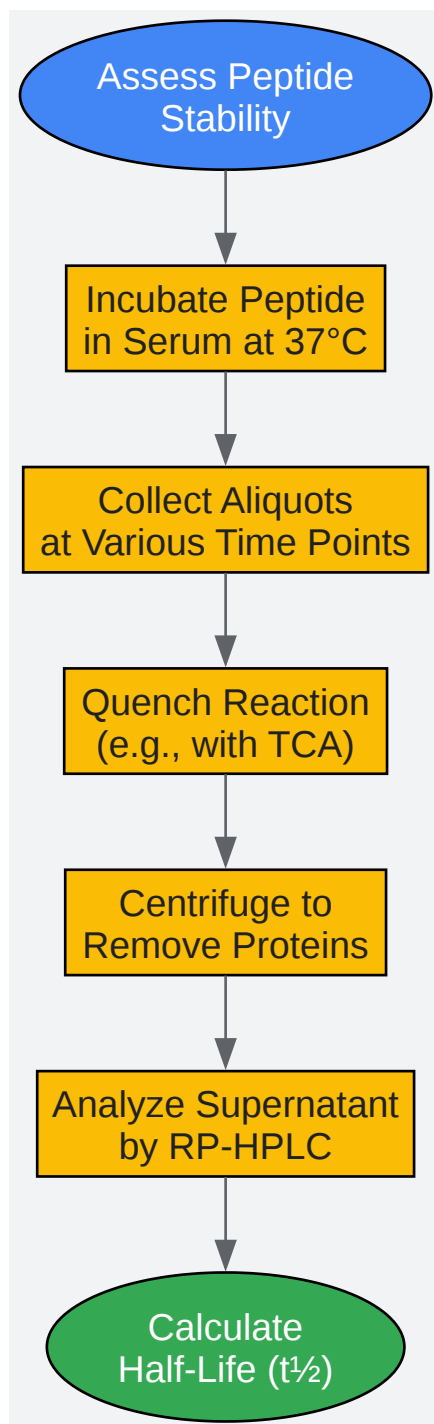 Assess Peptide
Stability
Incubate Peptide
in Serum at 37°C
Collect Aliquots
at Various Time Points
Quench Reaction
(e.g., with TCA)
Centrifuge to
Remove Proteins
Analyze Supernatant
by RP-HPLC
Calculate
Half-Life (t½)